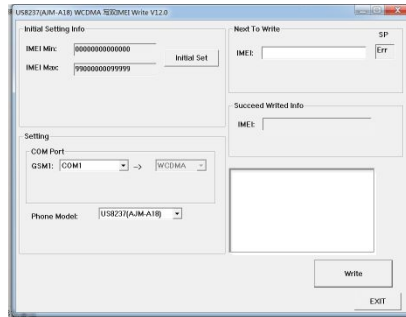 US8237(AJM-A18) WCDMA 写双IMEI Write V12.0
Initial Setting Info
IMEI Min:
00000000000000
IMEI Max:
99000000099999
Initial Set
Setting
COM Port
GSM1:
COM1
-->
WCDMA
Phone Model:
US8237(AJM-A18)
Next To Write
SP
IMEI:
Err
Succeed Writed Info
IMEI:
Write
EXIT